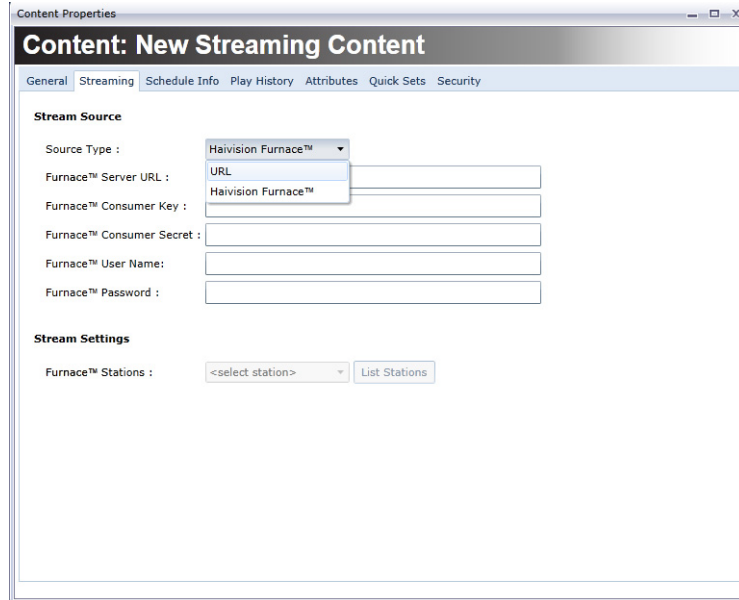 Content Properties
Content: New Streaming Content
General Streaming Schedule Info Play History Attributes Quick Sets Security
Stream Source
Source Type : Haivision Furnace™
URL
Furnace™ Server URL :
Haivision Furnace™
Furnace™ Consumer Key :
Furnace™ Consumer Secret :
Furnace™ User Name:
Furnace™ Password :
Stream Settings
Furnace™ Stations : <select station> List Stations